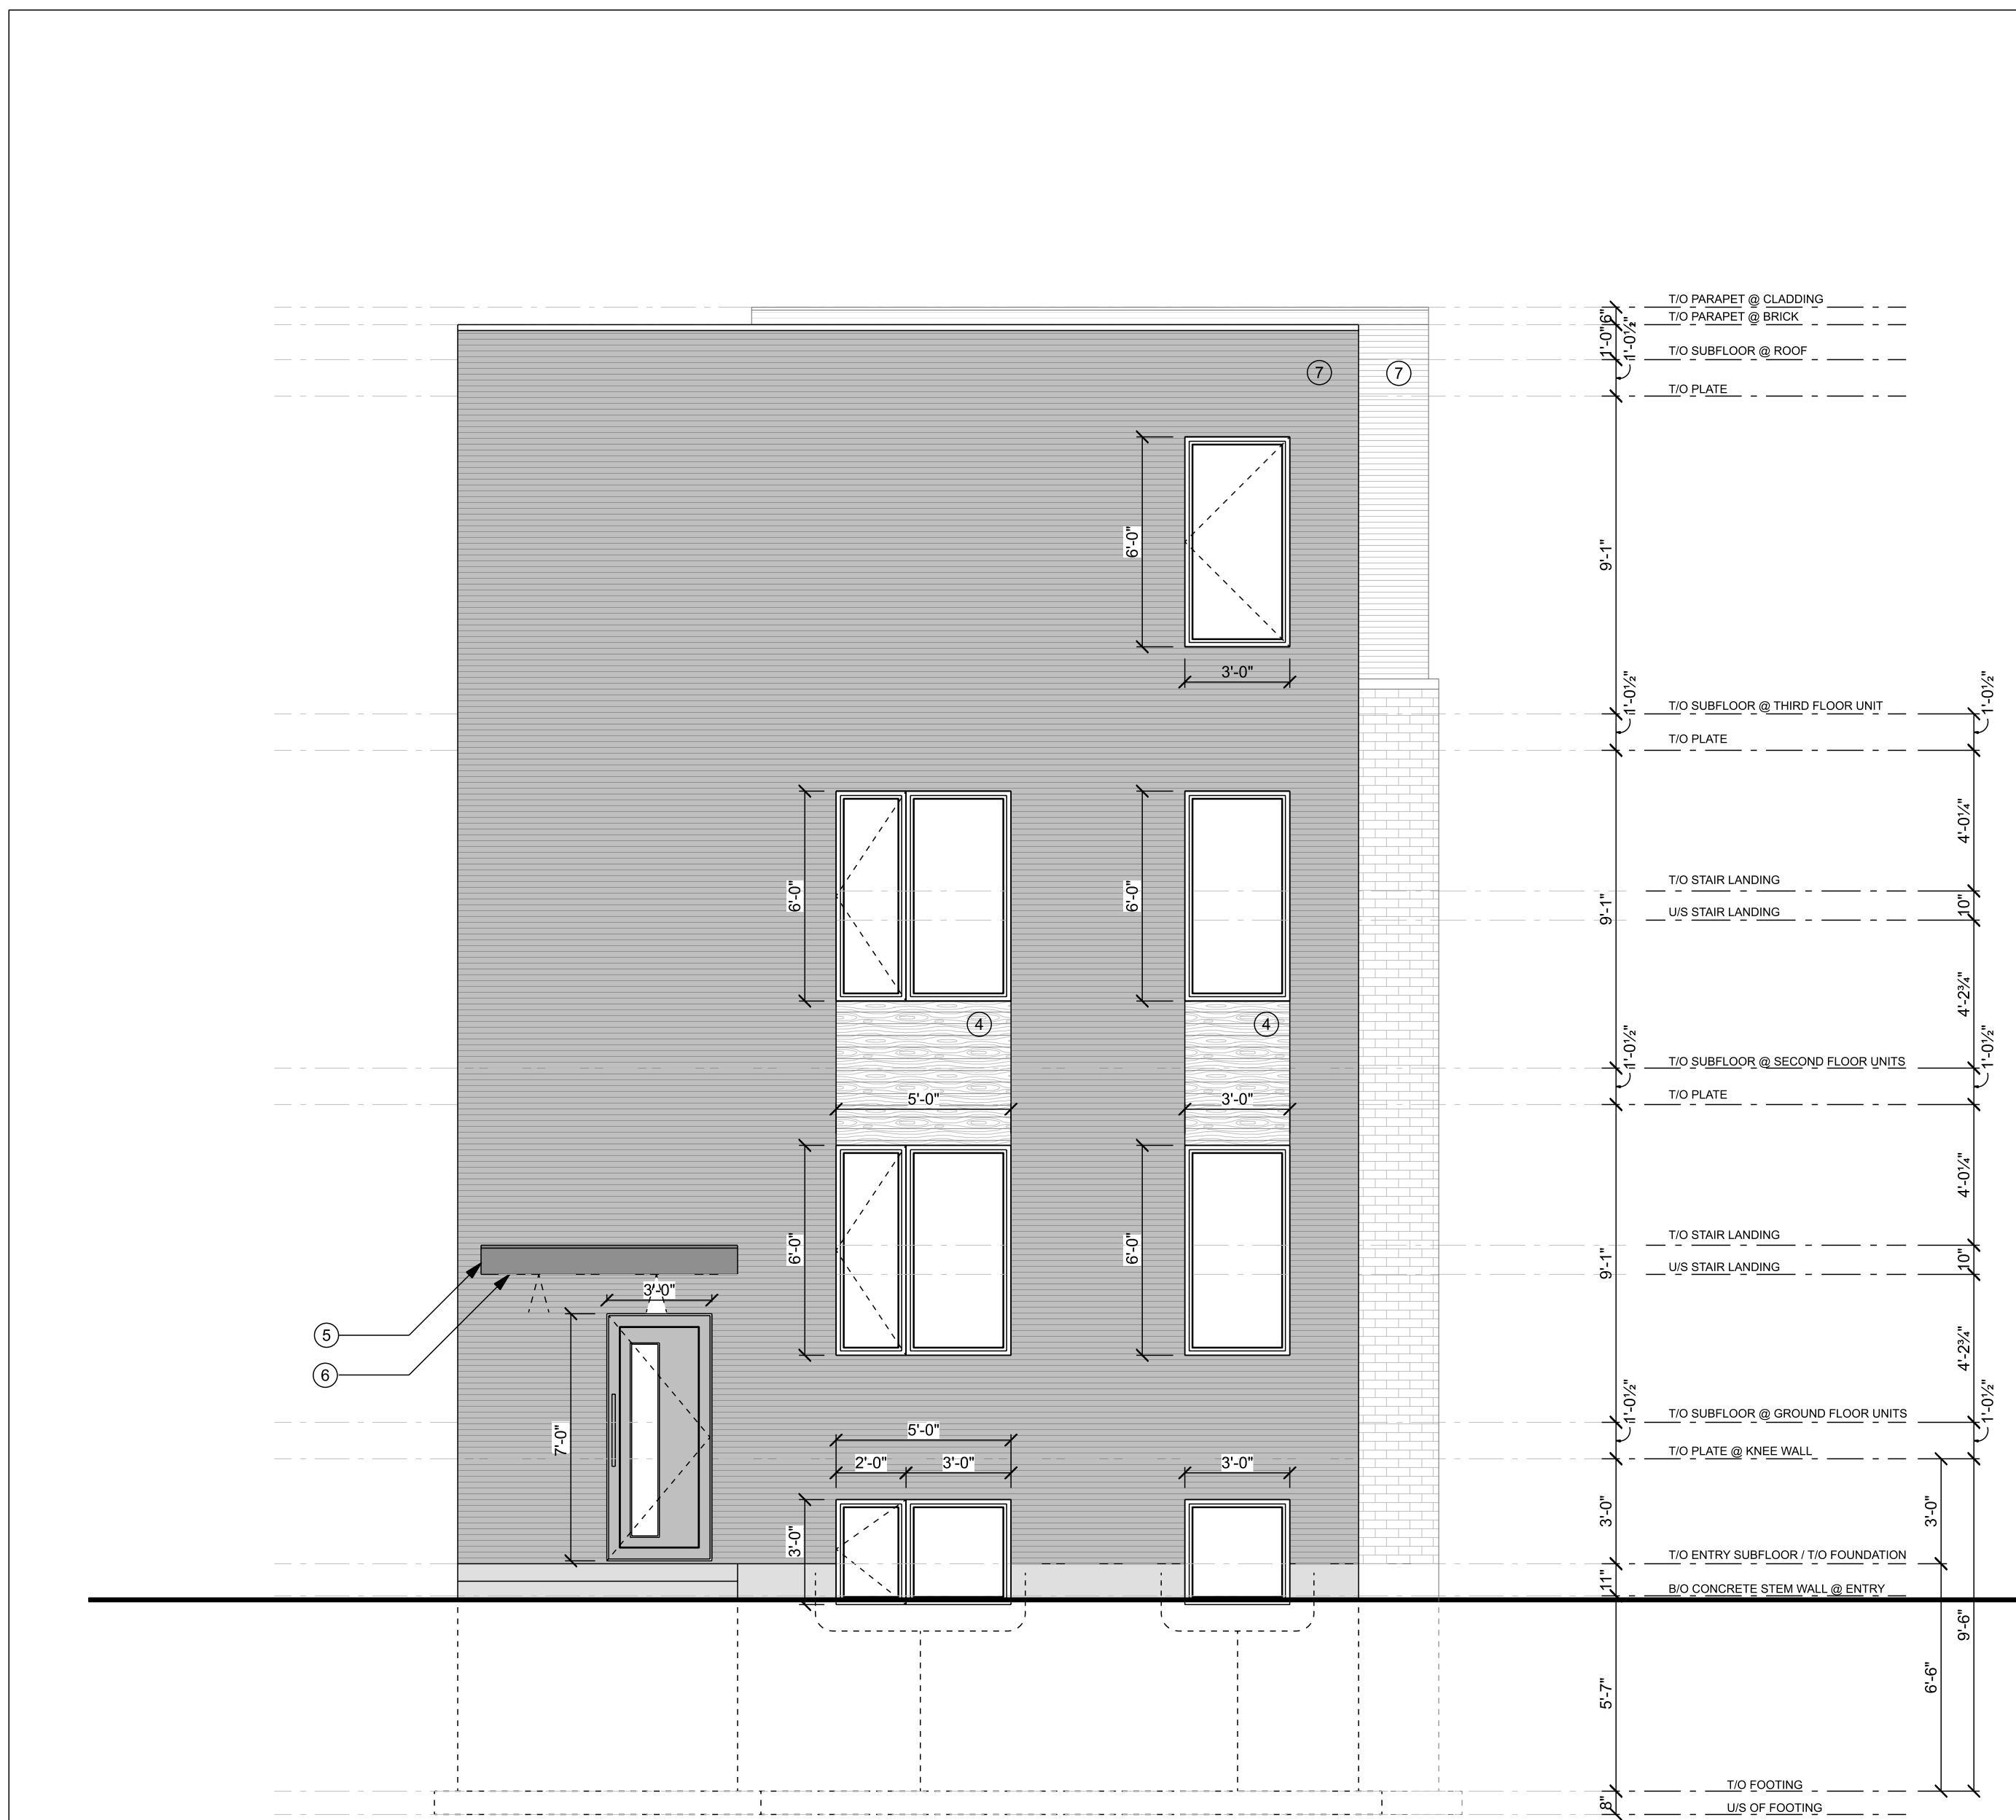 T/O PARAPET @ CLADDING
6"
T/O PARAPET @ BRICK
1'-0"
1'-0½"
T/O SUBFLOOR @ ROOF
7
7
T/O PLATE
6'-0"
9'-1"
3'-0"
1'-0½"
T/O SUBFLOOR @ THIRD FLOOR UNIT
1'-0½"
T/O PLATE
4'-0¼"
6'-0"
6'-0"
9'-1"
T/O STAIR LANDING
10"
U/S STAIR LANDING
4'-2¾"
4
4
1'-0½"
T/O SUBFLOOR @ SECOND FLOOR UNITS
1'-0½"
5'-0"
3'-0"
T/O PLATE
4'-0¼"
6'-0"
6'-0"
9'-1"
T/O STAIR LANDING
10"
U/S STAIR LANDING
3'-0"
5
6
4'-2¾"
1'-0½"
T/O SUBFLOOR @ GROUND FLOOR UNITS
1'-0½"
7'-0"
5'-0"
T/O PLATE @ KNEE WALL
2'-0"
3'-0"
3'-0"
3'-0"
3'-0"
3'-0"
T/O ENTRY SUBFLOOR / T/O FOUNDATION
11"
B/O CONCRETE STEM WALL @ ENTRY
9'-6"
5'-7"
6'-6"
T/O FOOTING
8"
U/S OF FOOTING